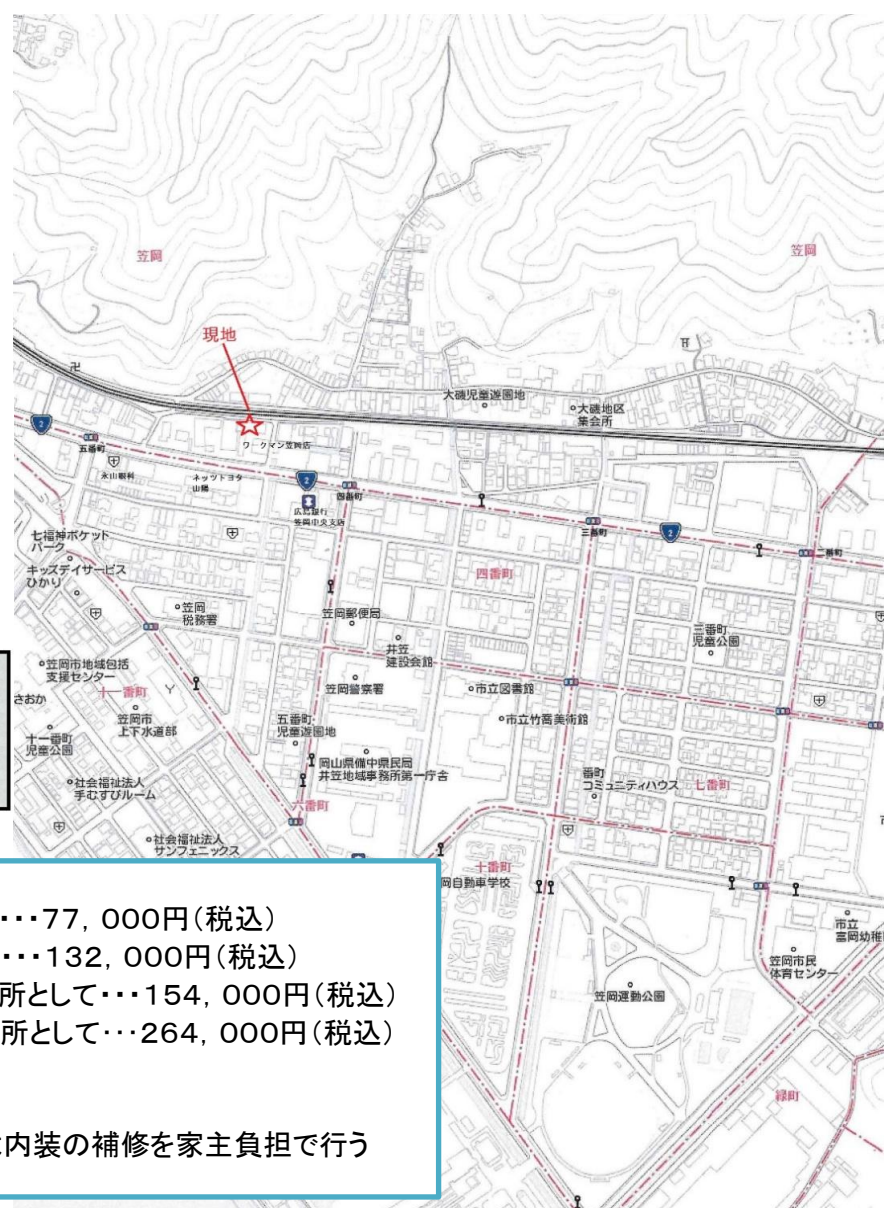 笠岡
笠岡
現地
大磯児童遊園地
大磯地区
集会所
2
五番町
ワークマン笠岡店
永山眼科
ネッツトヨタ
山陽
2
四番町
広島銀行
笠岡中央支店
三番町
2
二番町
七福神ポケット
パーク
キッズデイサービス
ひかり
四番町
笠岡
税務署
笠岡郵便局
井笠
建設会館
三番町
児童公園
笠岡市地域包括
支援センター
十一番町
さおか
笠岡市
上下水道部
笠岡警察署
市立図書館
十一番町
児童公園
五番町
児童遊園地
市立竹喬美術館
岡山県備中県民局
井笠地域事務所第一庁舎
社会福祉法人
手むすびルーム
番町
コミュニティハウス
七番町
六番町
社会福祉法人
サンフェニックス
十番町
岡自動車学校
市立
富岡幼稚
笠岡市民
体育センター
笠岡運動公園
緑町
・・・77，000円（税込）
・・・132，000円（税込）
所として・・・154，000円（税込）
所として・・・264，000円（税込）
内装の補修を家主負担で行う